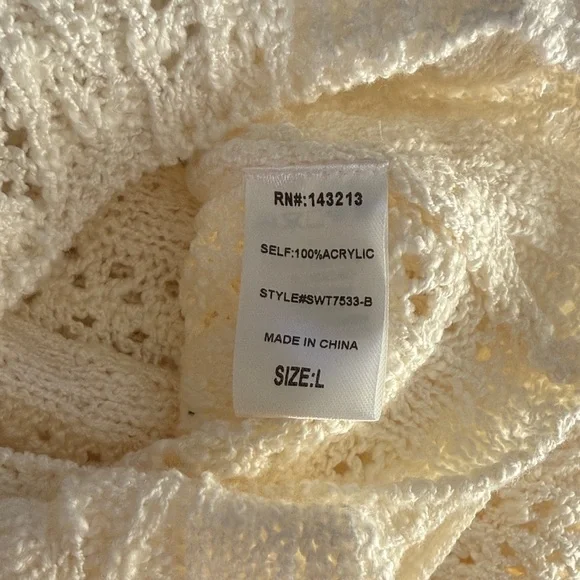 RN#:143213
SELF:100%ACRYLIC
STYLE#SWT7533-B
MADE IN CHINA
SIZE:L